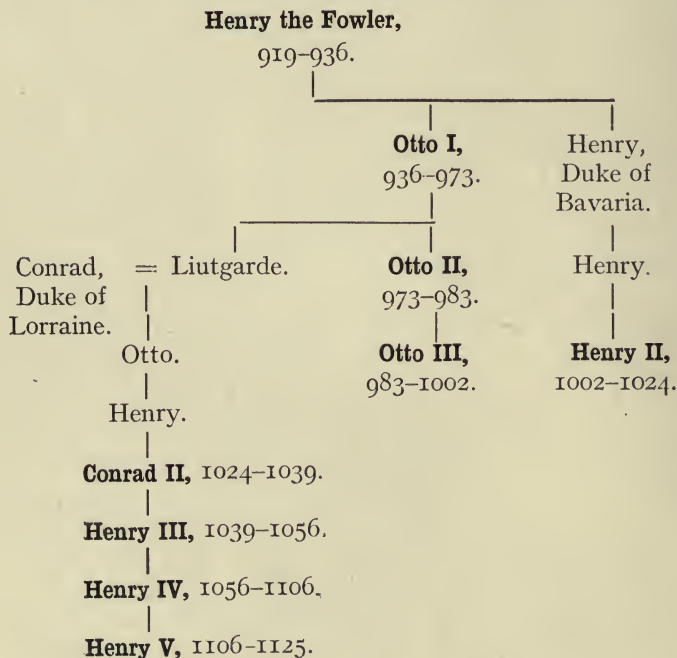 Henry the Fowler,
919–936.
Otto I,
936–973.
Henry,
Duke of
Bavaria.
Conrad,
Duke of
Lorraine.
= Liutgarde.
Otto II,
973–983.
Henry.
Otto.
Otto III,
983–1002.
Henry II,
1002–1024.
Henry.
Conrad II, 1024–1039.
Henry III, 1039–1056.
Henry IV, 1056–1106.
Henry V, 1106–1125.